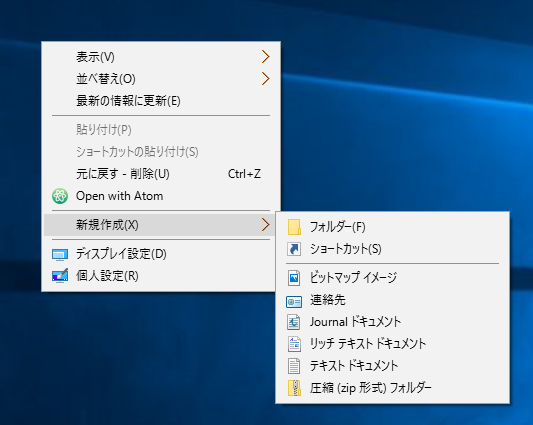 表示(V)
並べ替え(O)
最新の情報に更新(E)
貼り付け(P)
ショートカットの貼り付け(S)
元に戻す - 削除(U) Ctrl+Z
Open with Atom
新規作成(X)
ディスプレイ設定(D)
個人設定(R)
フォルダー(F)
ショートカット(S)
ビットマップ イメージ
連絡先
Journal ドキュメント
リッチ テキスト ドキュメント
テキスト ドキュメント
圧縮 (zip 形式) フォルダー